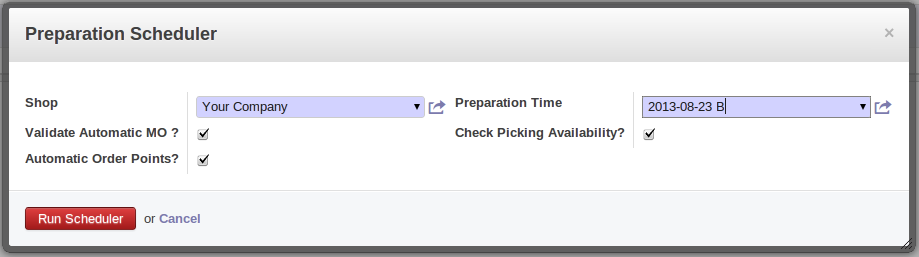 Preparation Scheduler ×
Shop Your Company Preparation Time 2013-08-23 B
Validate Automatic MO ? Check Picking Availability?
Automatic Order Points?
Run Scheduler or Cancel